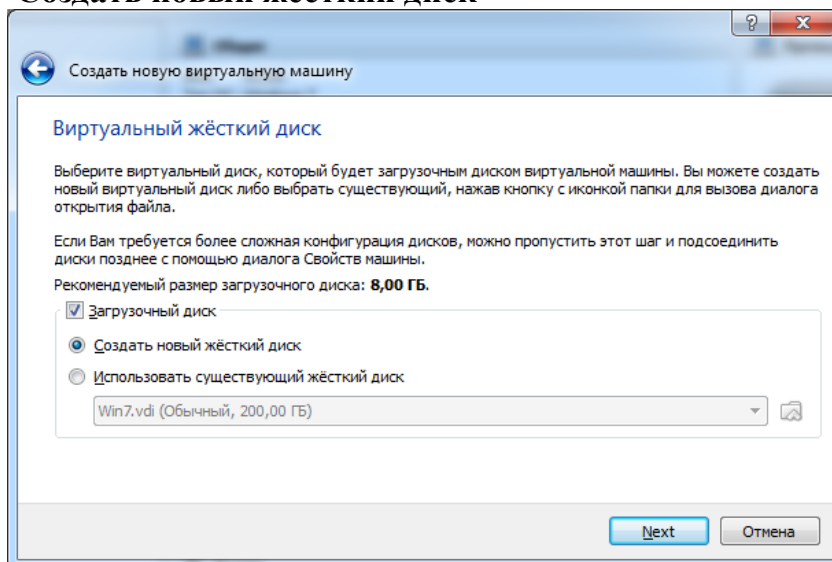 Создать новый жёсткий диск
Создать новую виртуальную машину
Виртуальный жёсткий диск
Выберите виртуальный диск, который будет загрузочным диском виртуальной машины. Вы можете создать
новый виртуальный диск либо выбрать существующий, нажав кнопку с иконкой папки для вызова диалога
открытия файла.
Если Вам требуется более сложная конфигурация дисков, можно пропустить этот шаг и подсоединить
диски позднее с помощью диалога Свойств машины.
Рекомендуемый размер загрузочного диска: 8,00 ГБ.
Загрузочный диск
Создать новый жёсткий диск
Использовать существующий жёсткий диск
Win7.vdi (Обычный, 200,00 ГБ)
Next Отмена